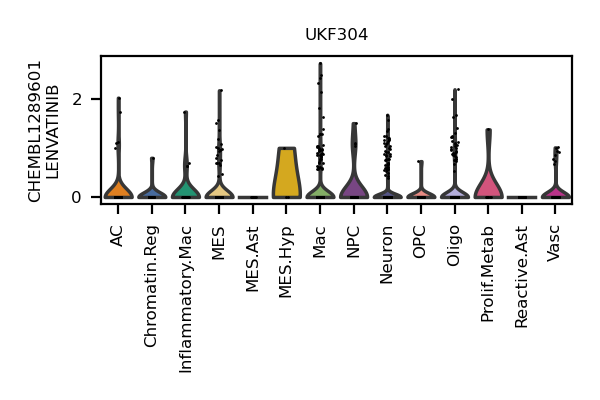 UKF304
CHEMBL1289601
LENVATINIB
2
0
AC
Chromatin.Reg
Inflammatory.Mac
MES
MES.Ast
MES.Hyp
Mac
NPC
Neuron
OPC
Oligo
Prolif.Metab
Reactive.Ast
Vasc